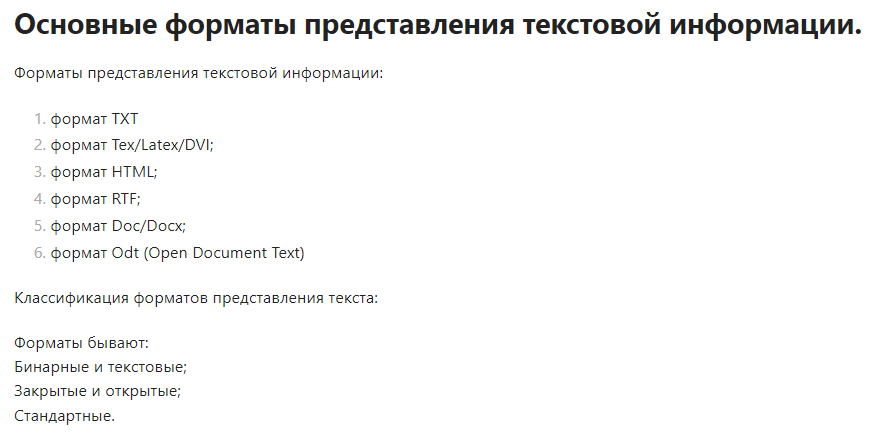 Основные форматы представления текстовой информации.
Форматы представления текстовой информации:
1. формат TXT
2. формат Tex/Latex/DVI;
3. формат HTML;
4. формат RTF;
5. формат Doc/Docx;
6. формат Odt (Open Document Text)
Классификация форматов представления текста:
Форматы бывают:
Бинарные и текстовые;
Закрытые и открытые;
Стандартные.